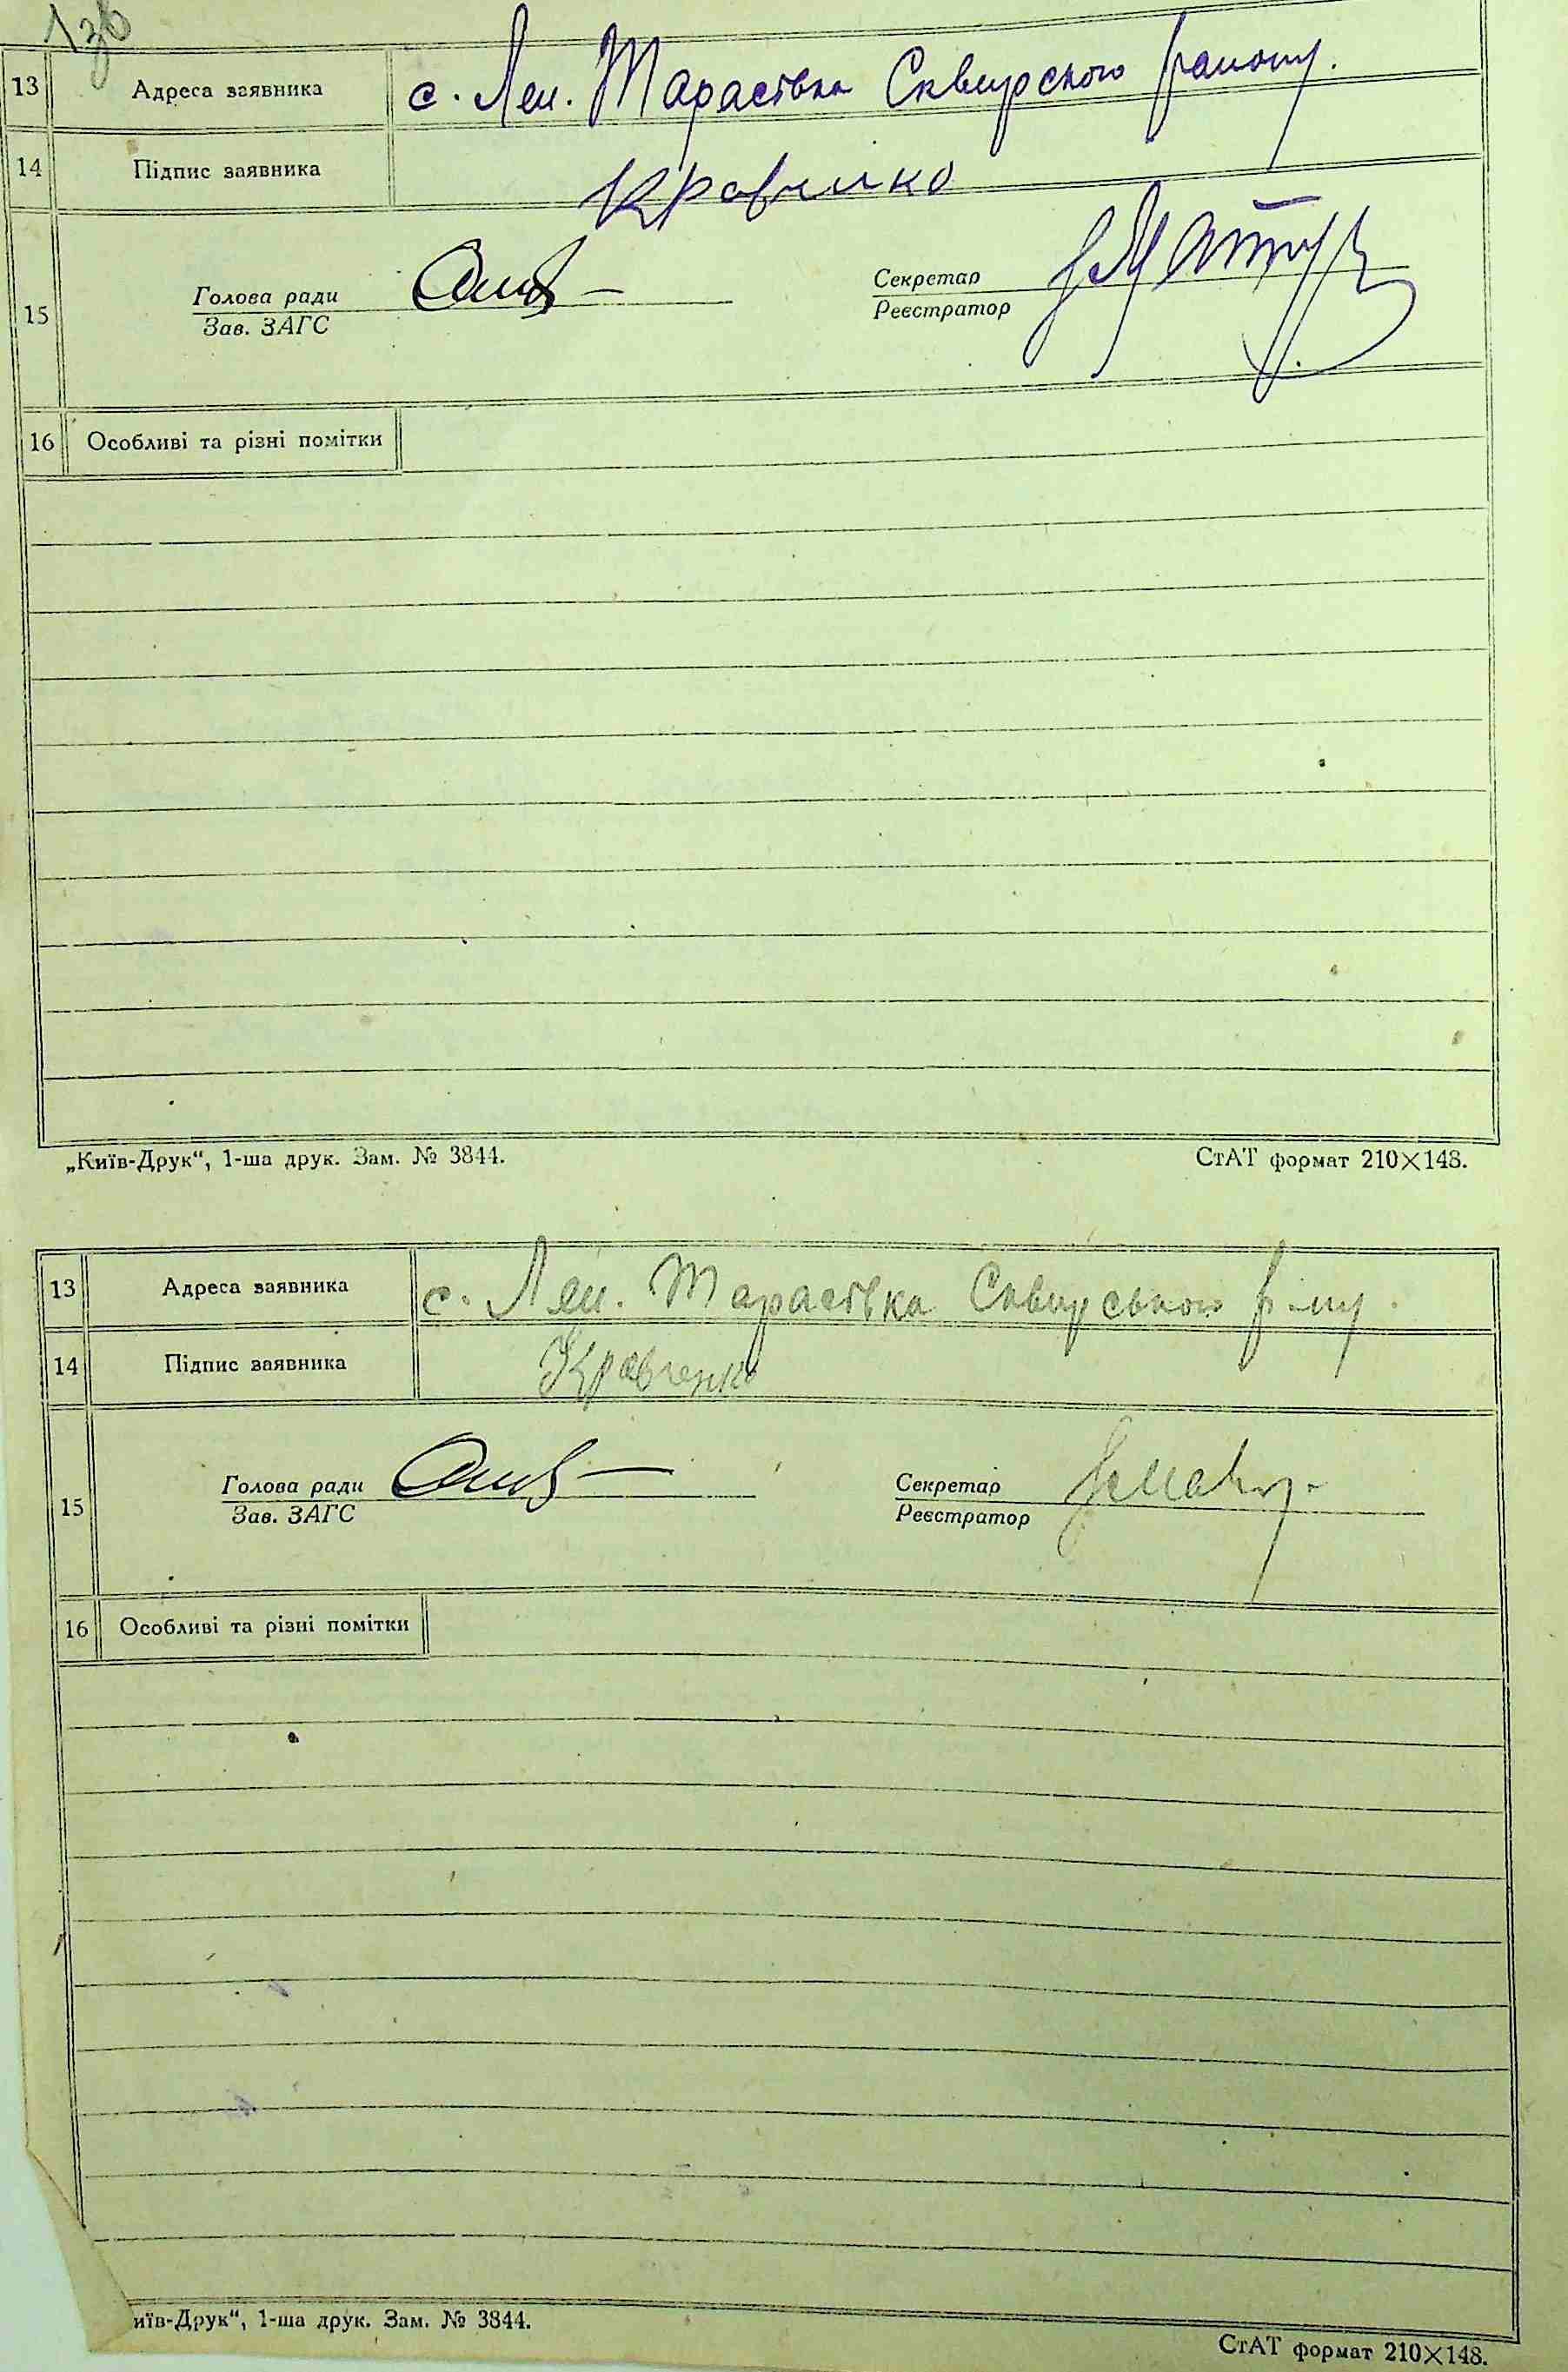 13 Адреса заявника с. Лен. Тарасівка Сквирського району.
14 Підпис заявника Кравченко
15 Голова ради Секретар
Зав. ЗАГС Реєстратор
16 Особливі та різні помітки
„Київ-Друк“, 1-ша друк. Зам. № 3844. СтАТ формат 210×148.
13 Адреса заявника с. Лен. Тарасівка Сквирського р-ну.
14 Підпис заявника Кравченко
15 Голова ради Секретар
Зав. ЗАГС Реєстратор
16 Особливі та різні помітки
иїв-Друк“, 1-ша друк. Зам. № 3844.
СтАТ формат 210×148.